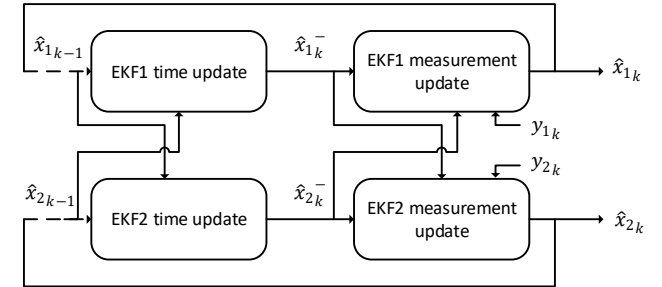 x̂₁ₖ₋₁
EKF1 time update
x̂₁ₖ⁻
EKF1 measurement
update
x̂₁ₖ
y₁ₖ
x̂₂ₖ₋₁
EKF2 time update
x̂₂ₖ⁻
y₂ₖ
EKF2 measurement
update
x̂₂ₖ